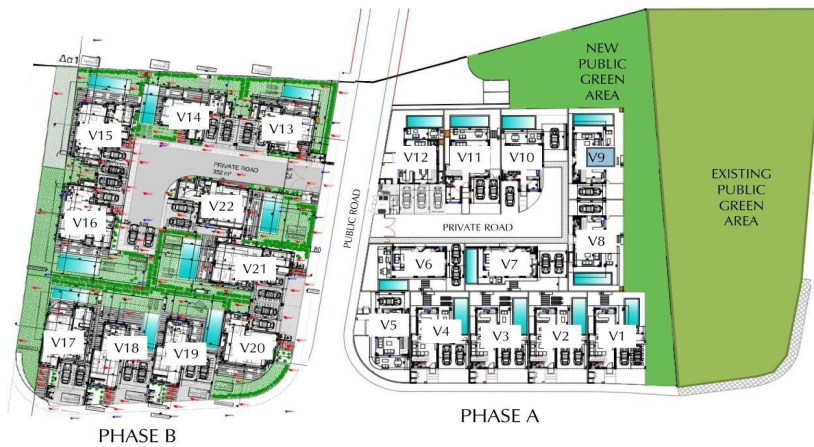 NEW
PUBLIC
GREEN
AREA
EXISTING
PUBLIC
GREEN
AREA
V15
V14
V13
PRIVATE ROAD
352 m²
V22
V16
V21
V17
V18
V19
V20
PUBLIC ROAD
V12
V11
V10
V9
PRIVATE ROAD
V8
V6
V7
V5
V4
V3
V2
V1
PHASE A
PHASE B